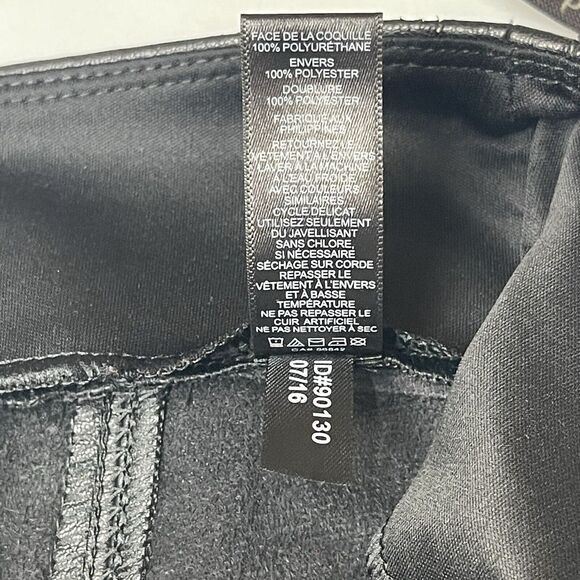 FACE DE LA COQUILLE
100% POLYURÉTHANE
ENVERS
100% POLYESTER
DOUBLURE
100% POLYESTER
FABRIQUÉ AUX
PHILIPPINES
RETOURNEZ LE
VÊTEMENT À L'ENVERS
LAVER À LA MACHINE
À L'EAU FROIDE
AVEC COULEURS
SIMILAIRES
CYCLE DÉLICAT
UTILISEZ SEULEMENT
DU JAVELLISANT
SANS CHLORE,
SI NÉCESSAIRE
SÉCHAGE SUR CORDE
REPASSER LE
VÊTEMENT À L'ENVERS
ET À BASSE
TEMPÉRATURE
NE PAS REPASSER LE
CUIR ARTIFICIEL
NE PAS NETTOYER À SEC
ID#90130
07/16